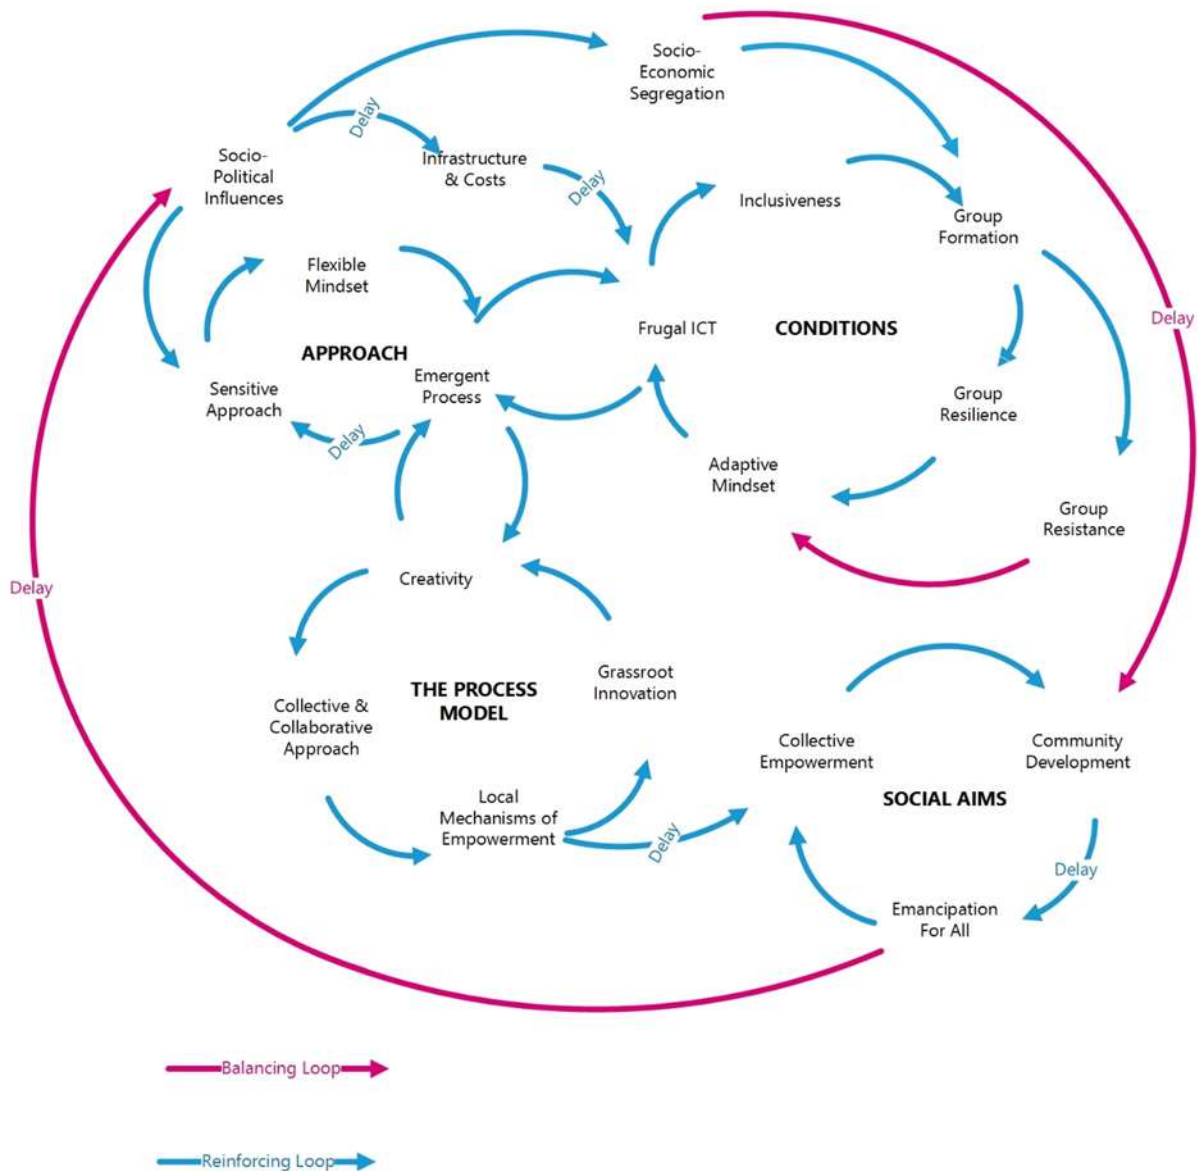 Socio-
Economic
Segregation
Delay
Socio-
Political
Influences
Infrastructure
& Costs
Delay
Inclusiveness
Group
Formation
Flexible
Mindset
Delay
Frugal ICT
CONDITIONS
APPROACH
Emergent
Process
Sensitive
Approach
Delay
Group
Resilience
Adaptive
Mindset
Group
Resistance
Creativity
Delay
Grassroot
Innovation
THE PROCESS
MODEL
Collective &
Collaborative
Approach
Collective
Empowerment
Community
Development
SOCIAL AIMS
Local
Mechanisms of
Empowerment
Delay
Delay
Emancipation
For All
Balancing Loop
Reinforcing Loop